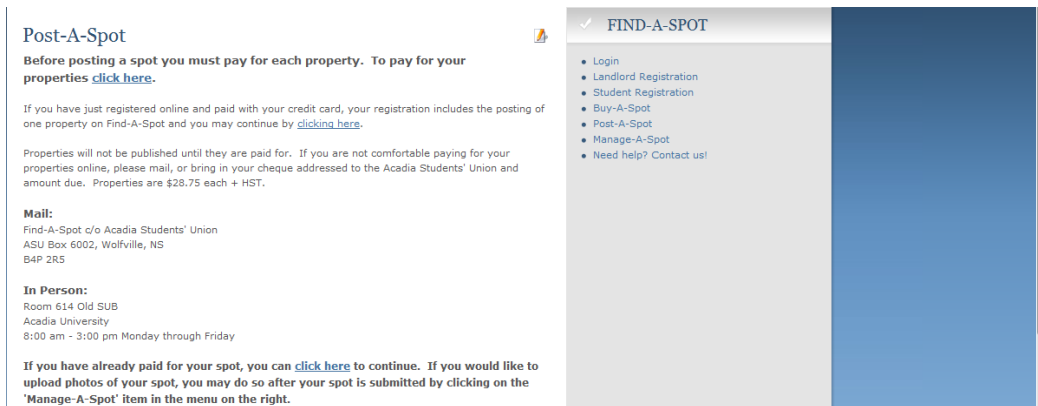 Post-A-Spot
Before posting a spot you must pay for each property.  To pay for your
properties click here.
If you have just registered online and paid with your credit card, your registration includes the posting of
one property on Find-A-Spot and you may continue by clicking here.
Properties will not be published until they are paid for.  If you are not comfortable paying for your
properties online, please mail, or bring in your cheque addressed to the Acadia Students' Union and
amount due.  Properties are $28.75 each + HST.
Mail:
Find-A-Spot c/o Acadia Students' Union
ASU Box 6002, Wolfville, NS
B4P 2R5
In Person:
Room 614 Old SUB
Acadia University
8:00 am - 3:00 pm Monday through Friday
If you have already paid for your spot, you can click here to continue.  If you would like to
upload photos of your spot, you may do so after your spot is submitted by clicking on the
'Manage-A-Spot' item in the menu on the right.
FIND-A-SPOT
Login
Landlord Registration
Student Registration
Buy-A-Spot
Post-A-Spot
Manage-A-Spot
Need help? Contact us!